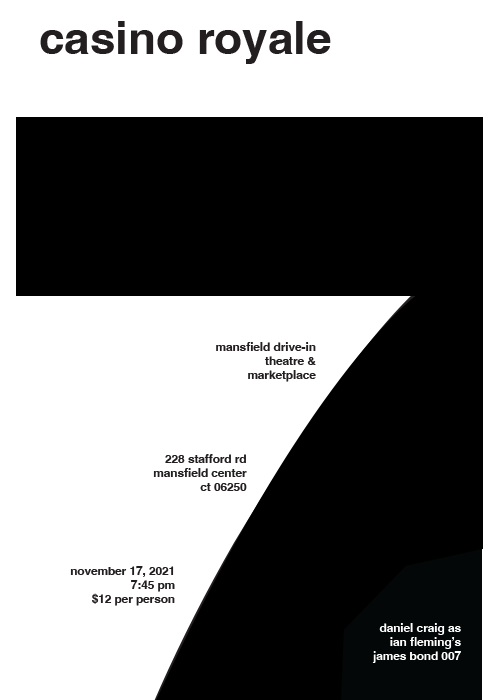 casino royale
7
mansfield drive-in
theatre &
marketplace
228 stafford rd
mansfield center
ct 06250
november 17, 2021
7:45 pm
$12 per person
daniel craig as
ian fleming's
james bond 007